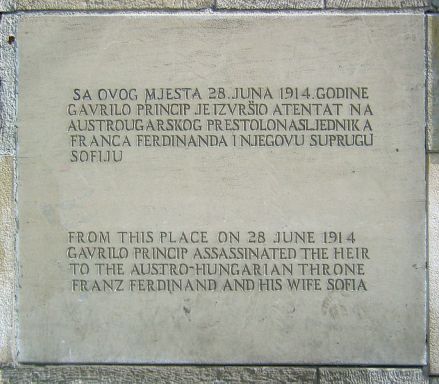 SA OVOG MJESTA 28. JUNA 1914. GODINE
GAVRILO PRINCIP JE IZVRŠIO ATENTAT NA
AUSTROUGARSKOG PRESTOLONASLJEDNIKA
FRANCA FERDINANDA I NJEGOVU SUPRUGU
SOFIJU
FROM THIS PLACE ON 28 JUNE 1914
GAVRILO PRINCIP ASSASSINATED THE HEIR
TO THE AUSTRO-HUNGARIAN THRONE
FRANZ FERDINAND AND HIS WIFE SOFIA